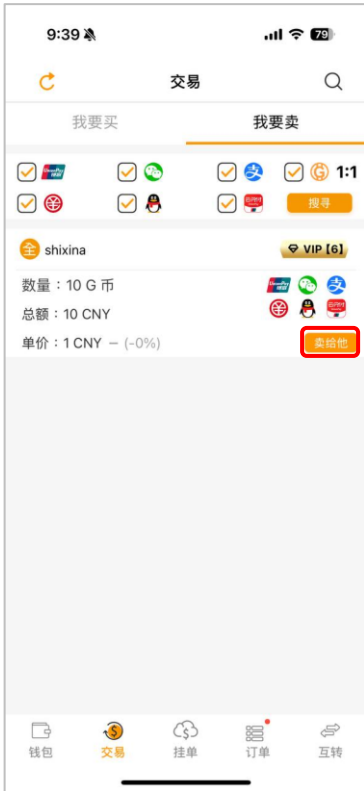 9:39 79
交易
我要买 我要卖
1:1
搜寻
全 shixina VIP【6】
数量：10 G 币
总额：10 CNY
单价：1 CNY − (-0%) 卖给他
钱包 交易 挂单 订单 互转